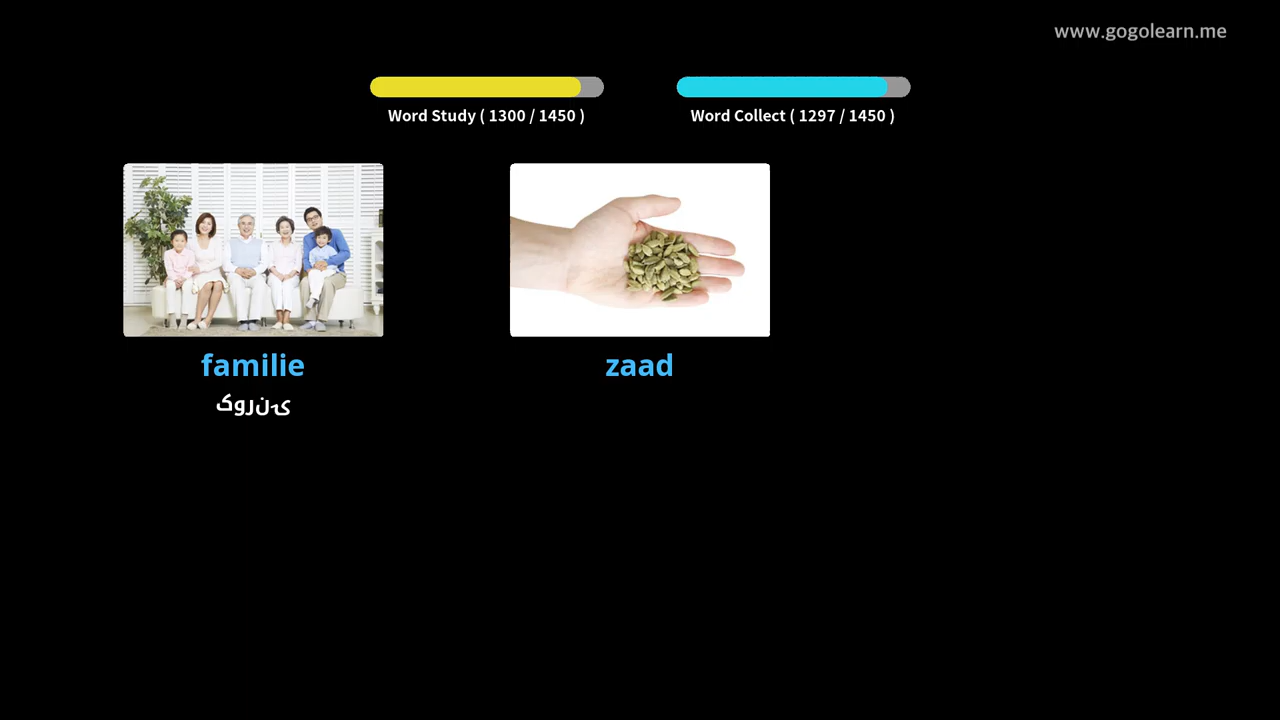 www.gogolearn.me
Word Study ( 1300 / 1450 )
Word Collect ( 1297 / 1450 )
familie
کورنۍ
zaad